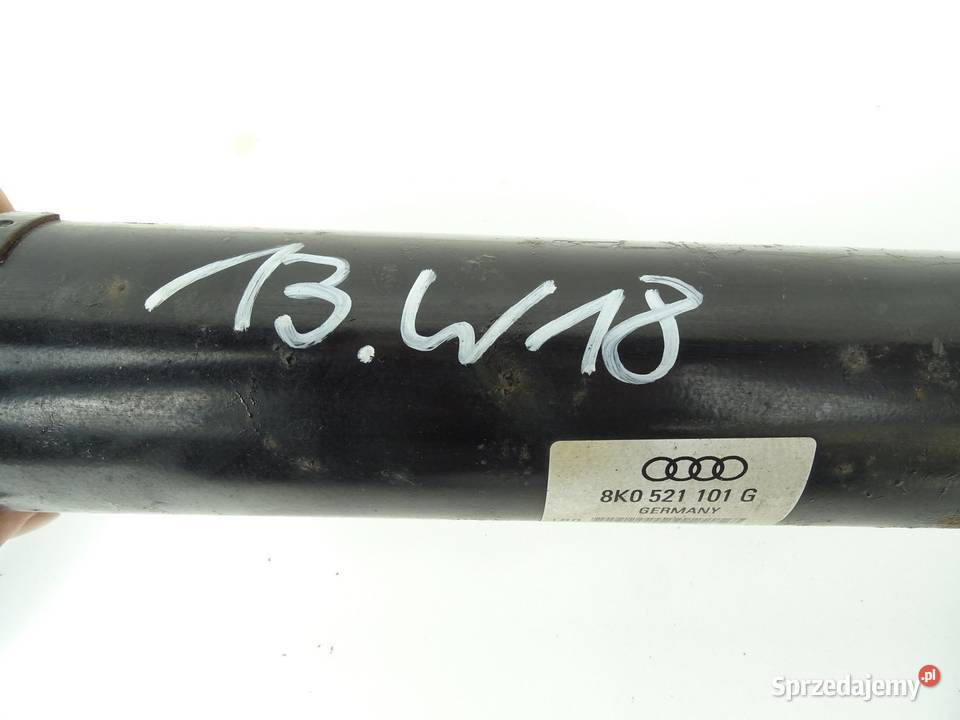 13.W18
8K0 521 101 G
GERMANY
Sprzedajemy.pl